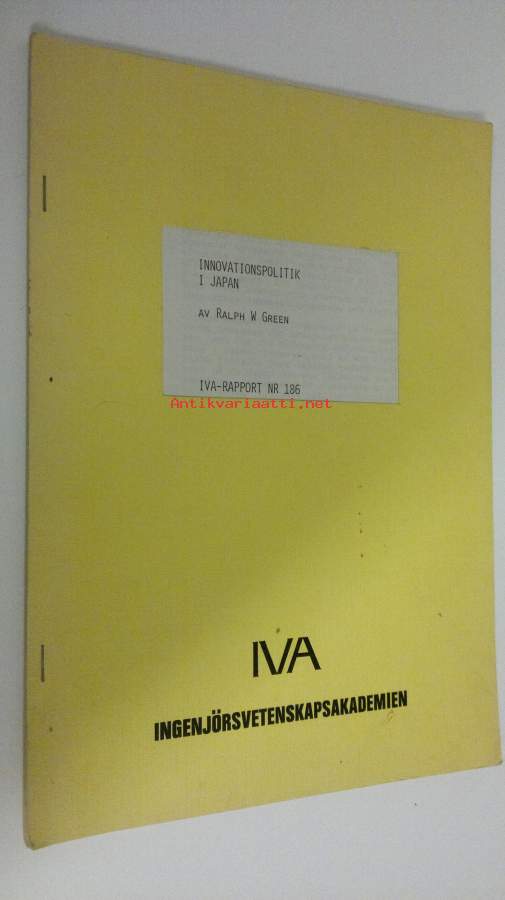 INNOVATIONSPOLITIK
I JAPAN
AV RALPH W GREEN
IVA-RAPPORT NR 186
Antikvariaatti.net
IVA
INGENJÖRSVETENSKAPSAKADEMIEN